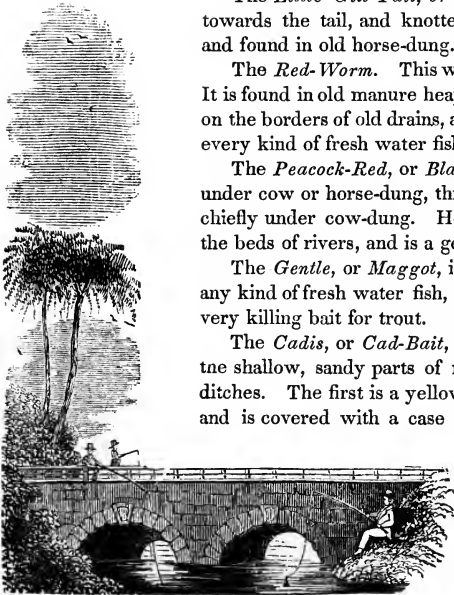 towards the tail, and knotte
and found in old horse-dung.
The Red-Worm. This w
It is found in old manure hea
on the borders of old drains, a
every kind of fresh water fish
The Peacock-Red, or Bla
under cow or horse-dung, th
chiefly under cow-dung. H
the beds of rivers, and is a ge
The Gentle, or Maggot, i
any kind of fresh water fish,
very killing bait for trout.
The Cadis, or Cad-Bait,
tne shallow, sandy parts of
ditches. The first is a yellow
and is covered with a case